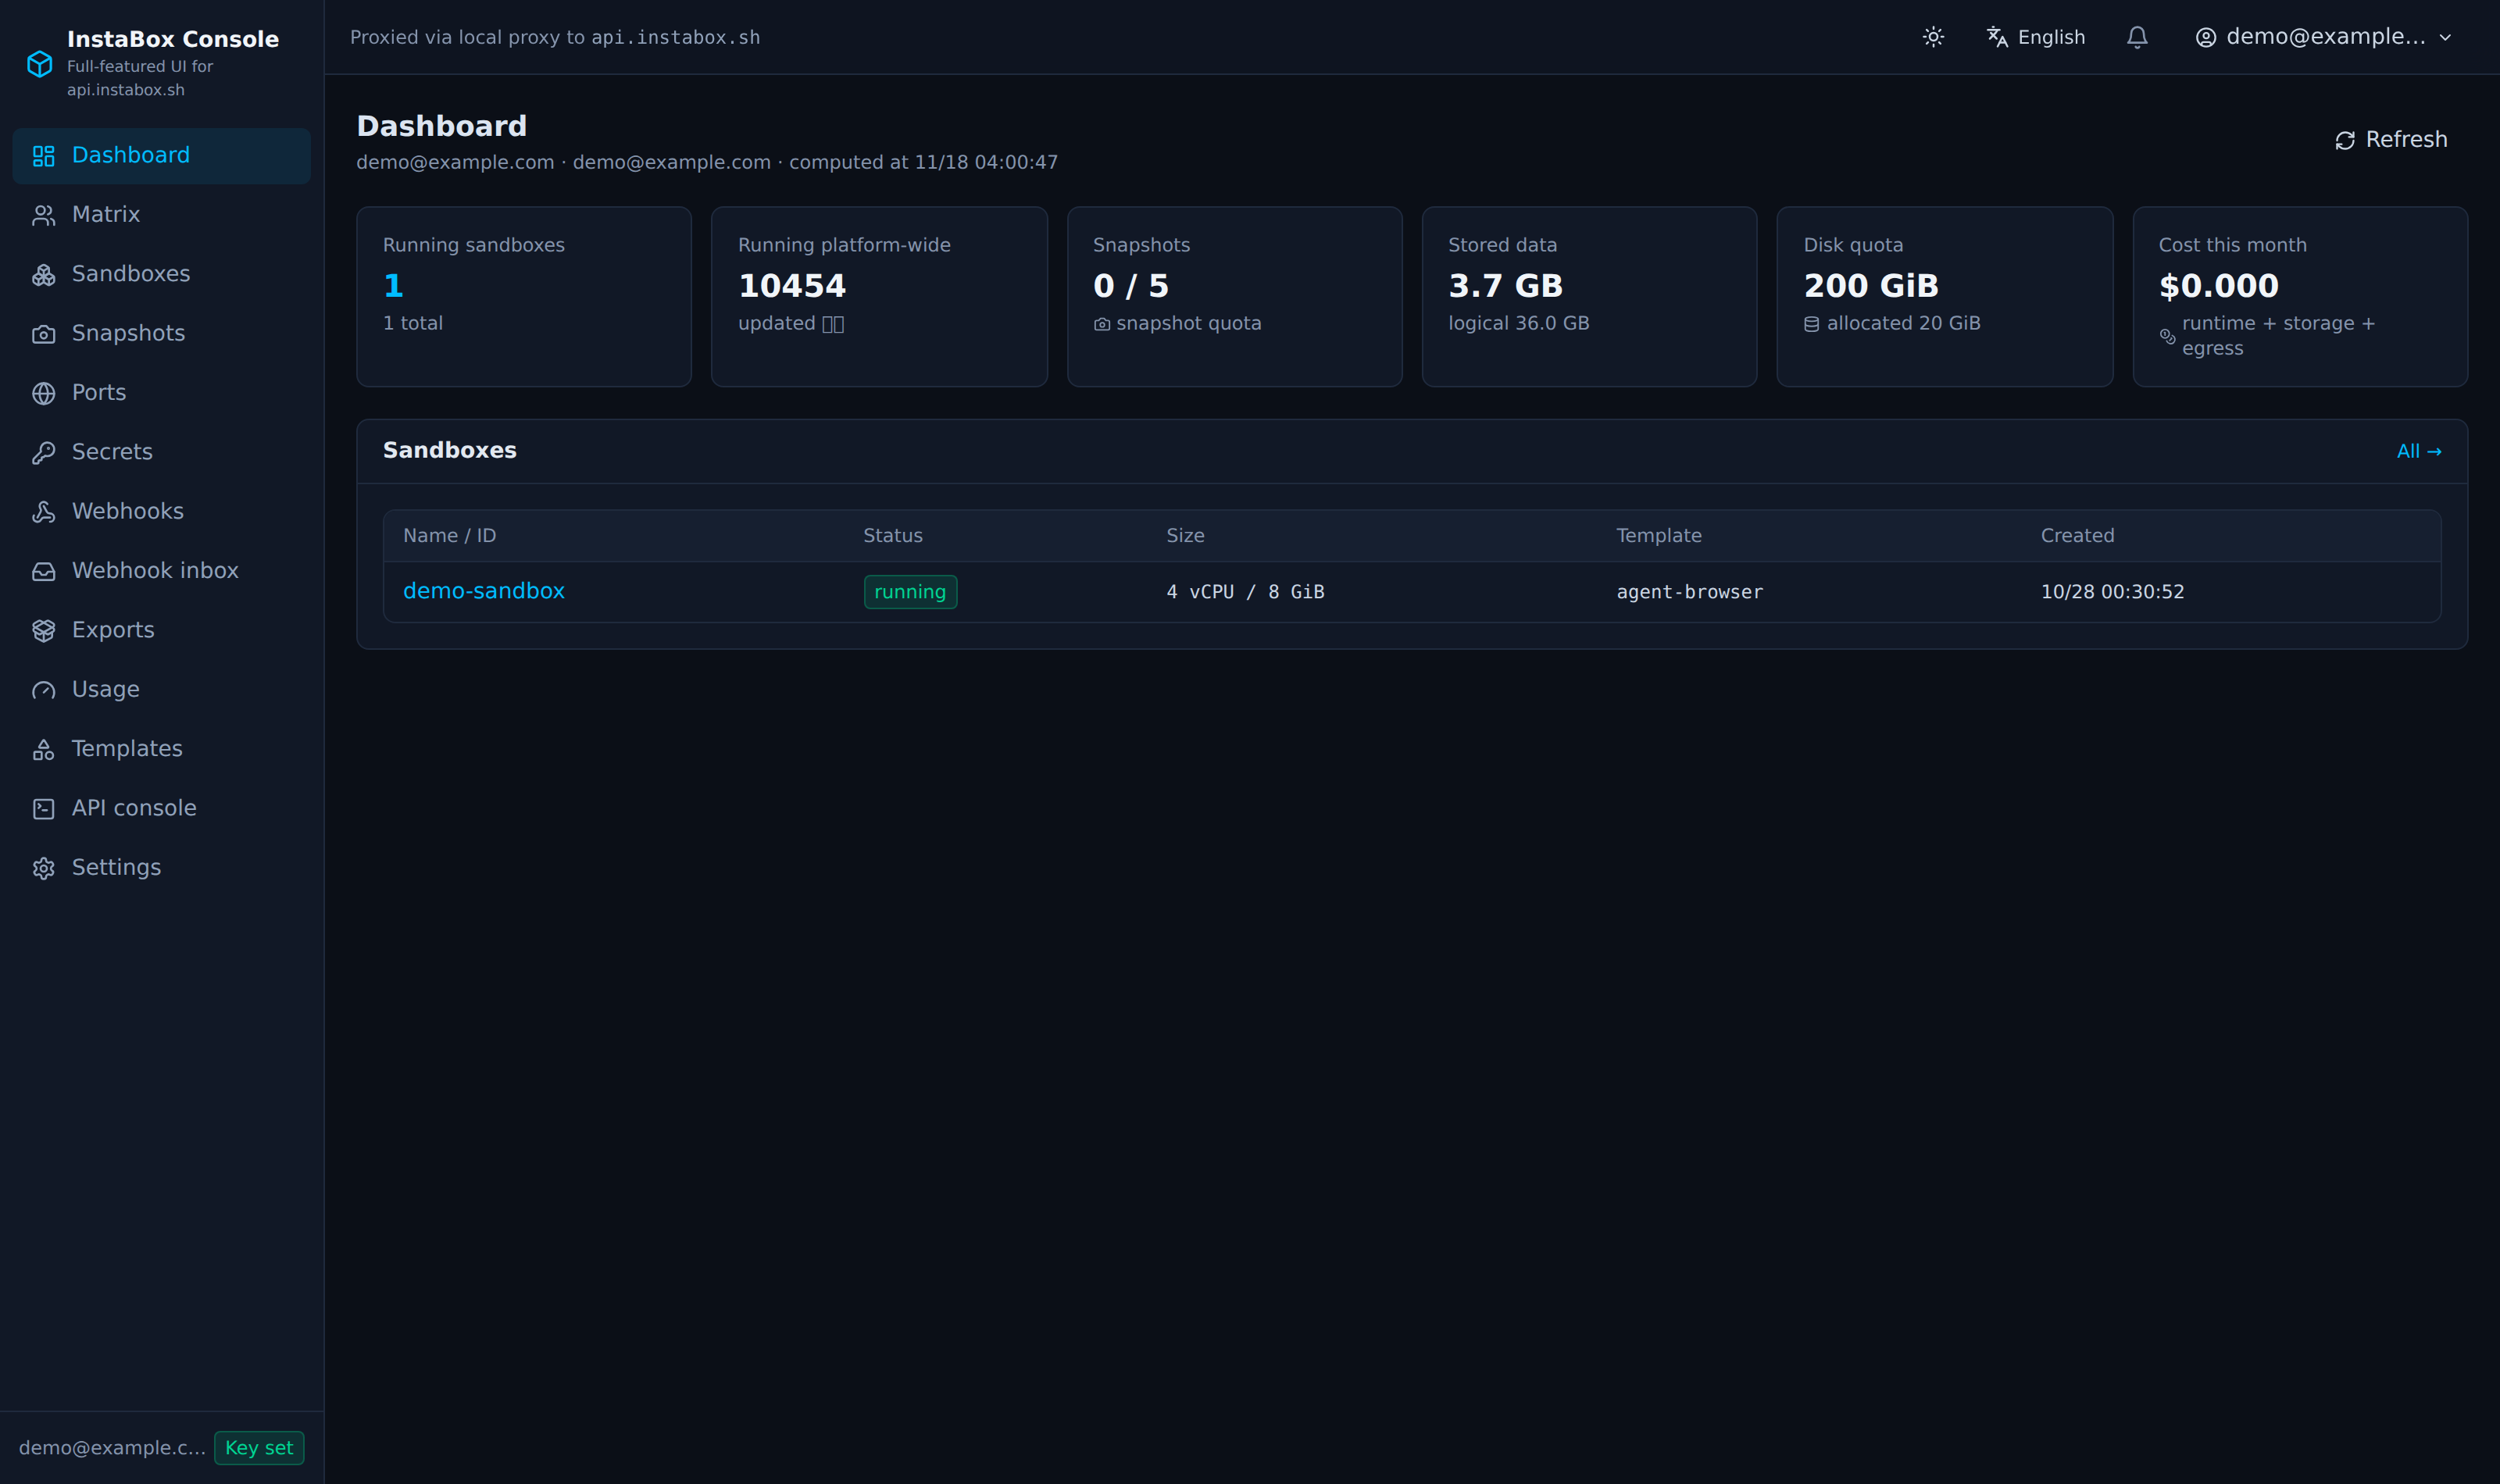 InstaBox Console
Full-featured UI for
api.instabox.sh
Dashboard
Matrix
Sandboxes
Snapshots
Ports
Secrets
Webhooks
Webhook inbox
Exports
Usage
Templates
API console
Settings
demo@example.c...
Key set
Proxied via local proxy to api.instabox.sh
English
demo@example...
Dashboard
demo@example.com · demo@example.com · computed at 11/18 04:00:47
Refresh
Running sandboxes
1
1 total
Running platform-wide
10454
updated
Snapshots
0 / 5
snapshot quota
Stored data
3.7 GB
logical 36.0 GB
Disk quota
200 GiB
allocated 20 GiB
Cost this month
$0.000
runtime + storage +
egress
Sandboxes
All →
Name / ID Status Size Template Created
demo-sandbox running 4 vCPU / 8 GiB agent-browser 10/28 00:30:52